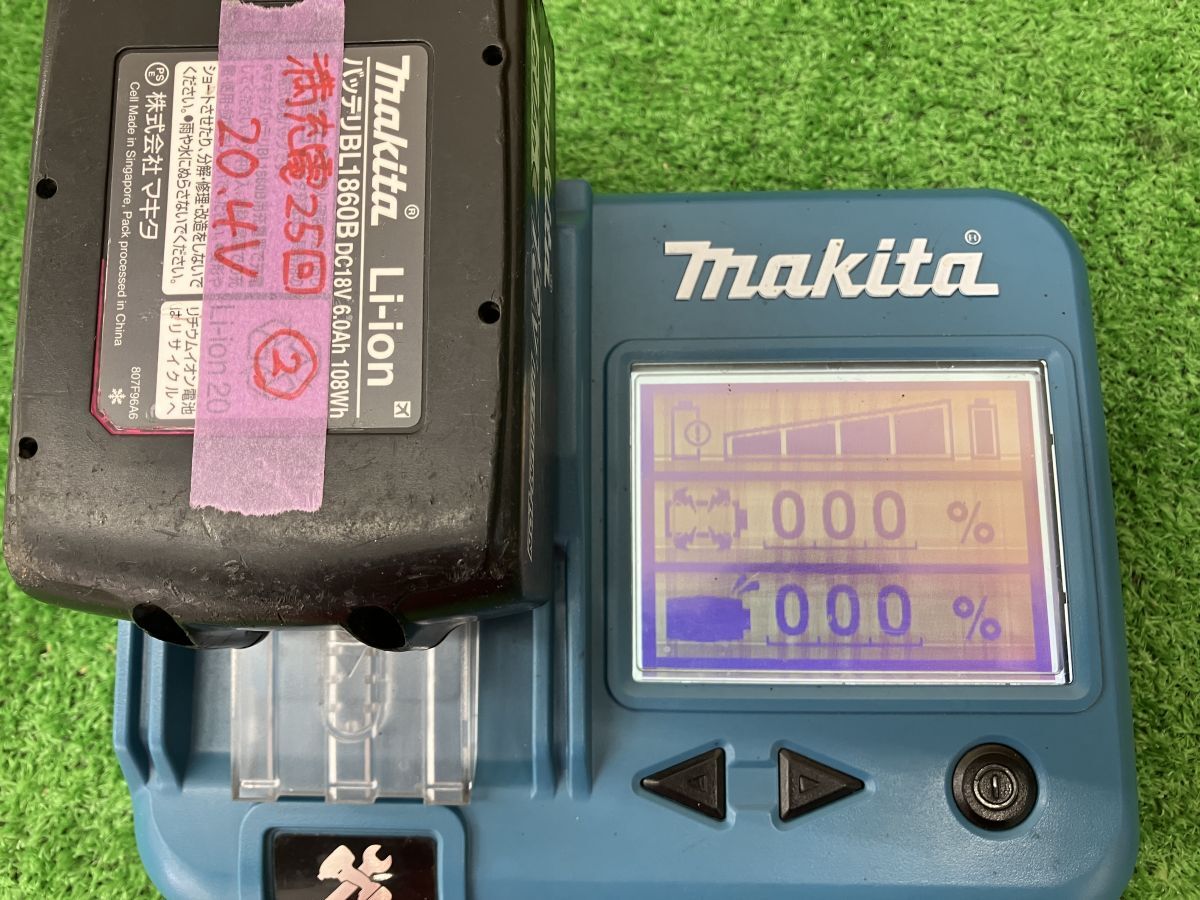 makita®
Li-ion
バッテリBL1860B DC18V 6.0Ah 108Wh
満充電25回
20.4V
②
Li-ion 20
ショートさせたり、分解・修理・改造をしないで
ください。●雨や水にぬらさないでください。
リチウムイオン電池
はリサイクルへ
PSE 株式会社マキタ
Cell Made in Singapore, Pack processed in China
807F96A6
makita®
000 %
000 %